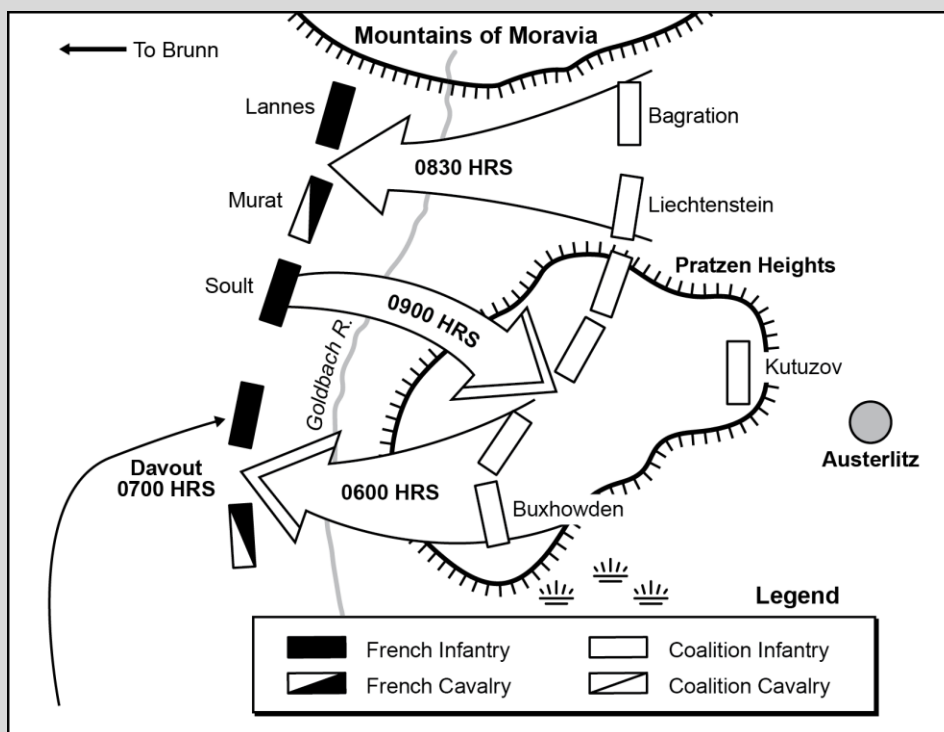 Mountains of Moravia
To Brunn
Lannes
Bagration
0830 HRS
Murat
Liechtenstein
Pratzen Heights
Soult
0900 HRS
Goldbach R.
Kutuzov
Davout
0700 HRS
Austerlitz
0600 HRS
Buxhowden
Legend
French Infantry
Coalition Infantry
French Cavalry
Coalition Cavalry